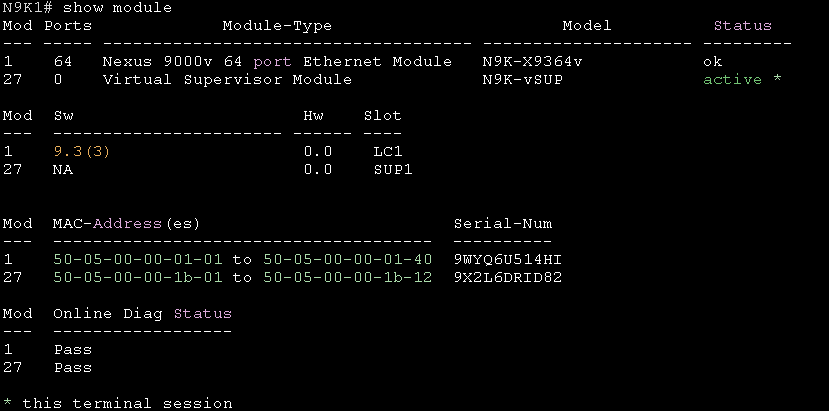 N9K1# show module
Mod Ports             Module-Type                       Model           Status
--- ----- ------------------------------------- --------------------- ---------
1    64   Nexus 9000v 64 port Ethernet Module   N9K-X9364v            ok
27   0    Virtual Supervisor Module             N9K-vSUP              active *
Mod  Sw                       Hw    Slot
---  ----------------------- ------ ----
1    9.3(3)                   0.0    LC1
27   NA                       0.0    SUP1
Mod  MAC-Address(es)                         Serial-Num
---  --------------------------------------  ----------
1    50-05-00-00-01-01 to 50-05-00-00-01-40  9WYQ6U514HI
27   50-05-00-00-1b-01 to 50-05-00-00-1b-12  9X2L6DRID82
Mod  Online Diag Status
---  ------------------
1    Pass
27   Pass
* this terminal session